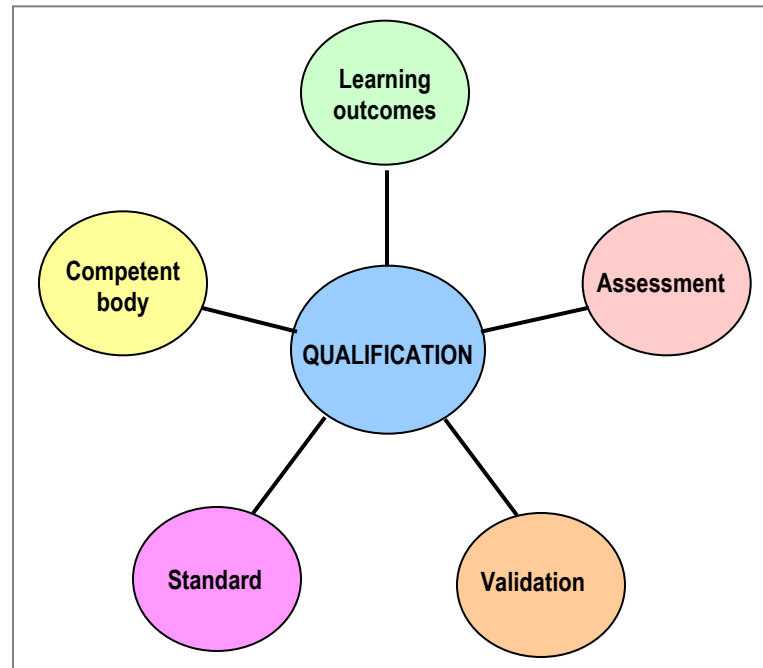 Learning
outcomes
Competent
body
Assessment
QUALIFICATION
Standard
Validation